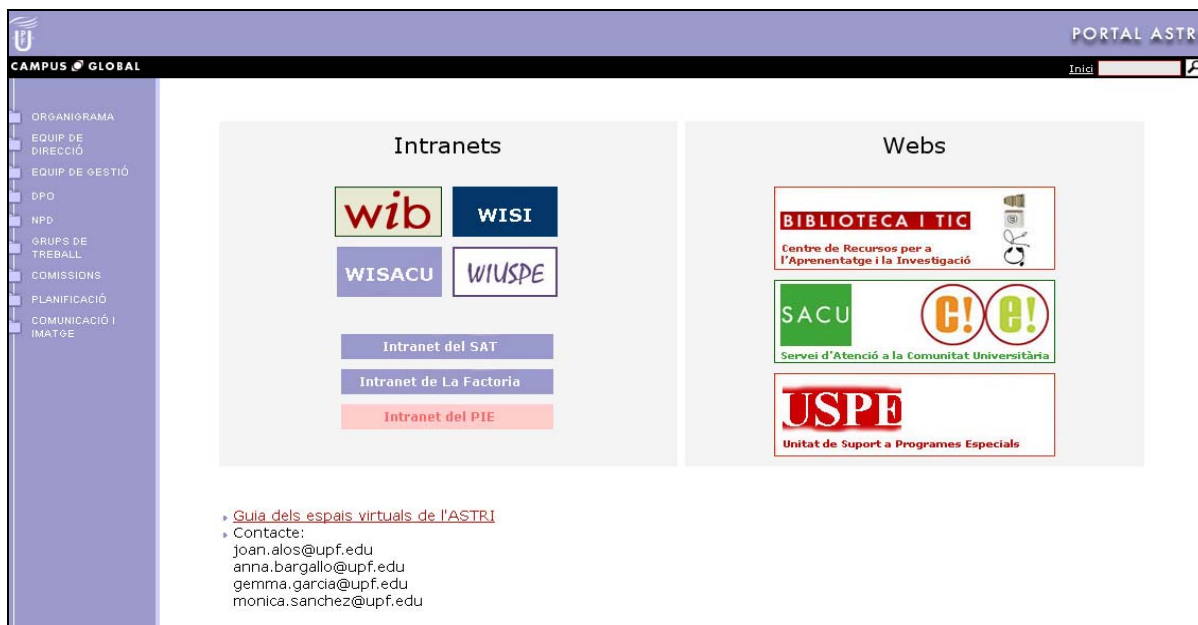 UPF
PORTAL ASTR
CAMPUS GLOBAL
Inici
ORGANIGRAMA
EQUIP DE
DIRECCIÓ
EQUIP DE GESTIÓ
DPO
NPD
GRUPS DE
TREBALL
COMISSIONS
PLANIFICACIÓ
COMUNICACIÓ I
IMATGE
Intranets
wib
WISI
WISACU
WIUSPE
Intranet del SAT
Intranet de La Factoria
Intranet del PIE
Webs
BIBLIOTECA I TIC
Centre de Recursos per a
l'Aprenentatge i la Investigació
SACU
C!
e!
Servei d'Atenció a la Comunitat Universitària
USPE
Unitat de Suport a Programes Especials
Guia dels espais virtuals de l'ASTRI
Contacte:
joan.alos@upf.edu
anna.bargallo@upf.edu
gemma.garcia@upf.edu
monica.sanchez@upf.edu